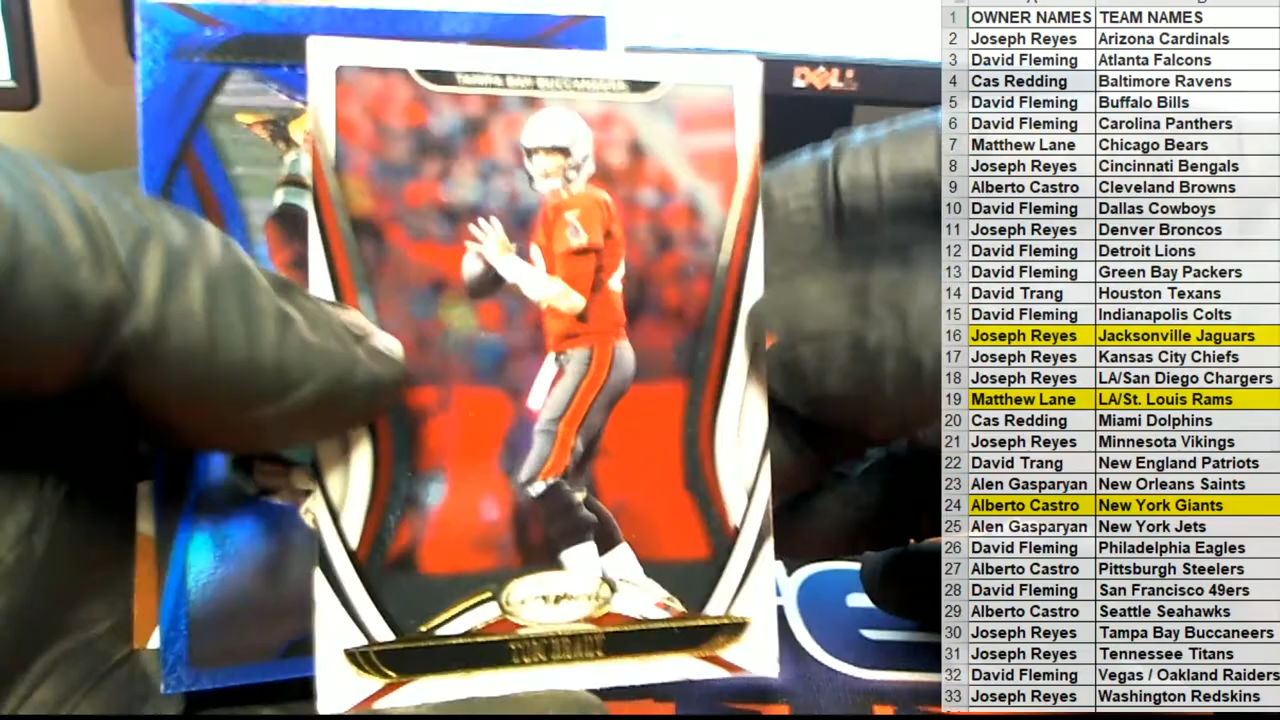 TAMPA BAY BUCCANEERS
DELL
TOM BRADY
1 OWNER NAMES TEAM NAMES
2 Joseph Reyes Arizona Cardinals
3 David Fleming Atlanta Falcons
4 Cas Redding Baltimore Ravens
5 David Fleming Buffalo Bills
6 David Fleming Carolina Panthers
7 Matthew Lane Chicago Bears
8 Joseph Reyes Cincinnati Bengals
9 Alberto Castro Cleveland Browns
10 David Fleming Dallas Cowboys
11 Joseph Reyes Denver Broncos
12 David Fleming Detroit Lions
13 David Fleming Green Bay Packers
14 David Trang Houston Texans
15 David Fleming Indianapolis Colts
16 Joseph Reyes Jacksonville Jaguars
17 Joseph Reyes Kansas City Chiefs
18 Joseph Reyes LA/San Diego Chargers
19 Matthew Lane LA/St. Louis Rams
20 Cas Redding Miami Dolphins
21 Joseph Reyes Minnesota Vikings
22 David Trang New England Patriots
23 Alen Gasparyan New Orleans Saints
24 Alberto Castro New York Giants
25 Alen Gasparyan New York Jets
26 David Fleming Philadelphia Eagles
27 Alberto Castro Pittsburgh Steelers
28 David Fleming San Francisco 49ers
29 Alberto Castro Seattle Seahawks
30 Joseph Reyes Tampa Bay Buccaneers
31 Joseph Reyes Tennessee Titans
32 David Fleming Vegas / Oakland Raiders
33 Joseph Reyes Washington Redskins